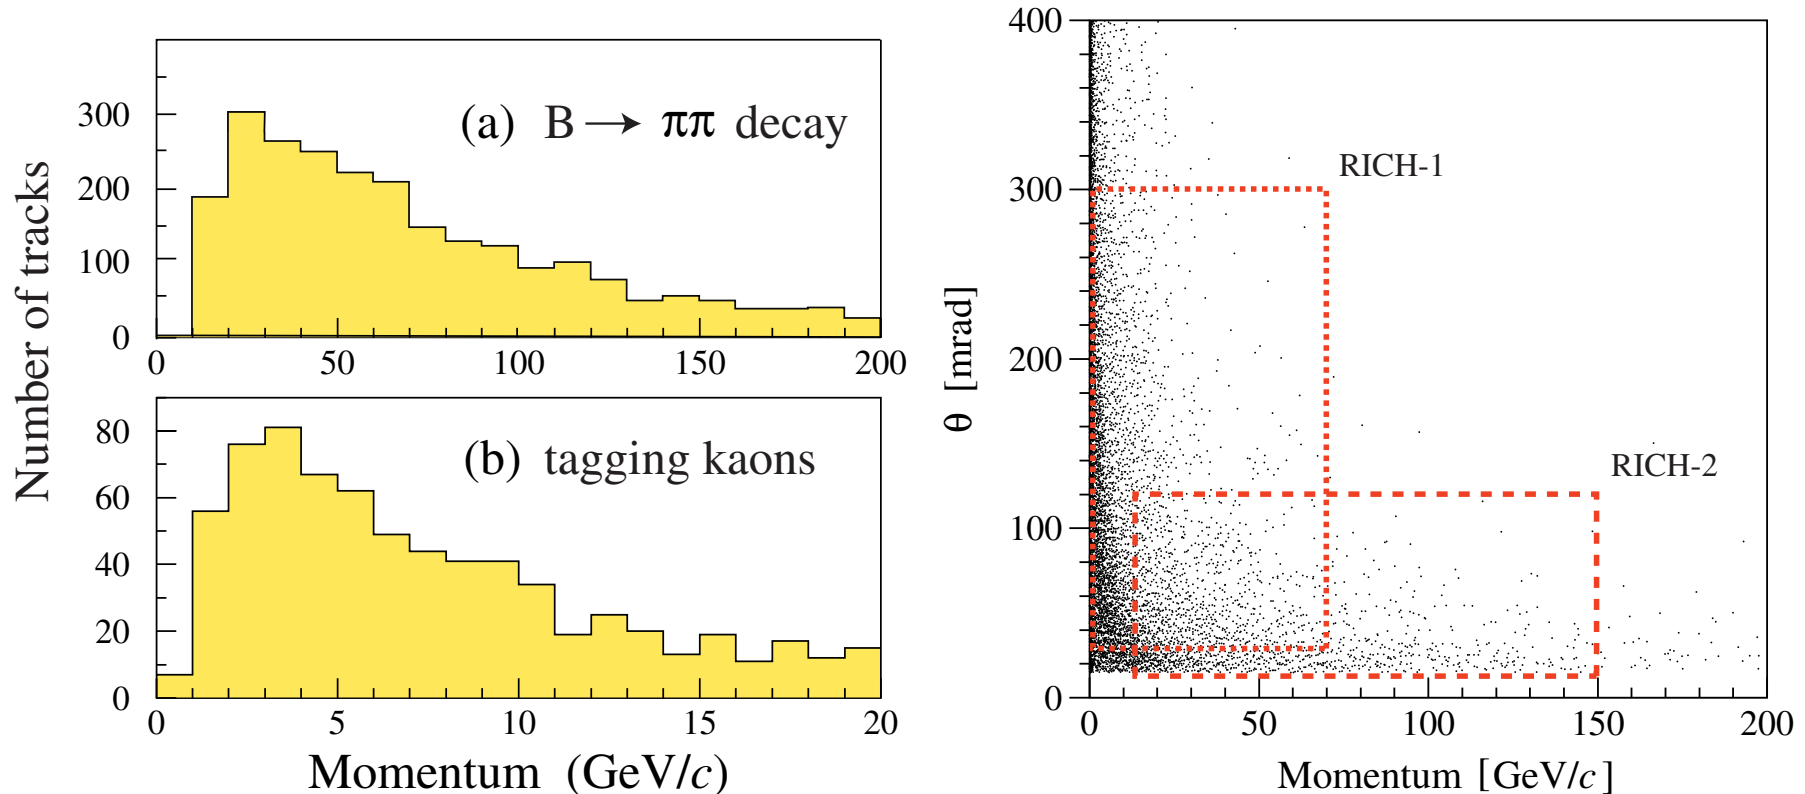 Number of tracks
300
200
100
0
(a) B → ππ decay
0 50 100 150 200
80
60
40
20
0
(b) tagging kaons
0 5 10 15 20
Momentum (GeV/c)
θ [mrad]
400
300
200
100
0
RICH-1
RICH-2
0 50 100 150 200
Momentum [GeV/c]